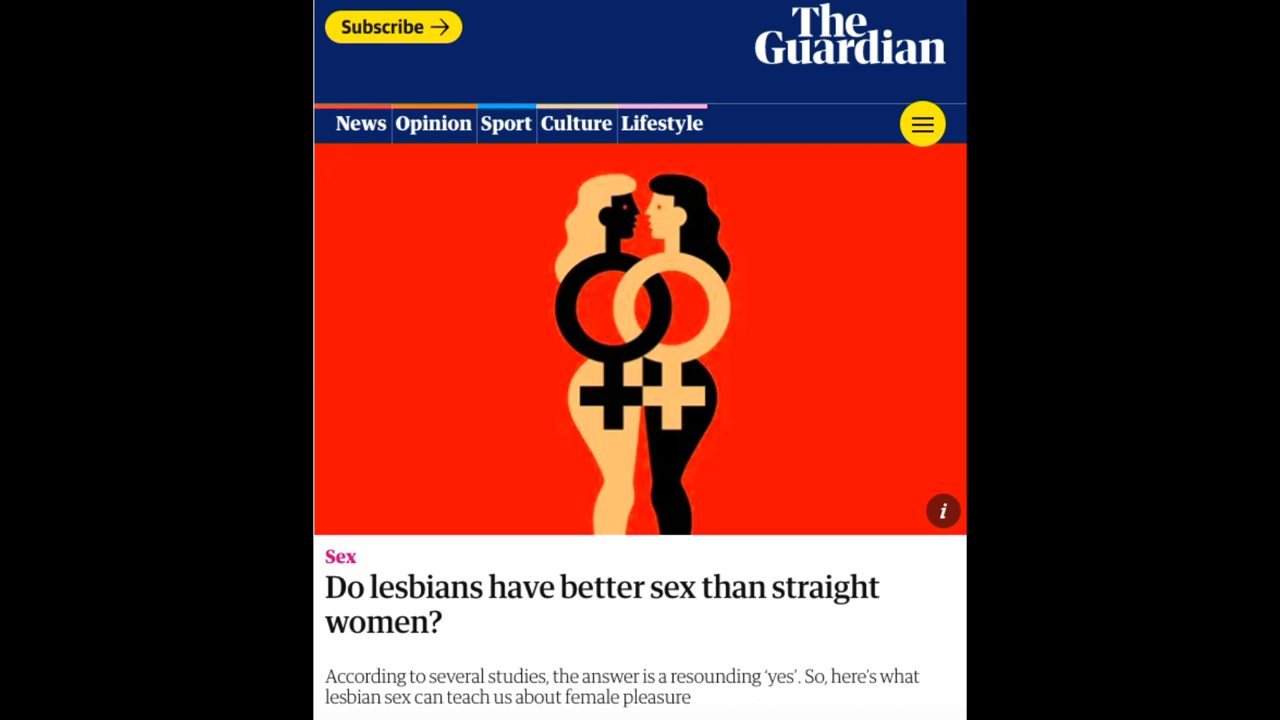 Subscribe →
The
Guardian
News Opinion Sport Culture Lifestyle
i
Sex
Do lesbians have better sex than straight
women?
According to several studies, the answer is a resounding ‘yes’. So, here’s what
lesbian sex can teach us about female pleasure